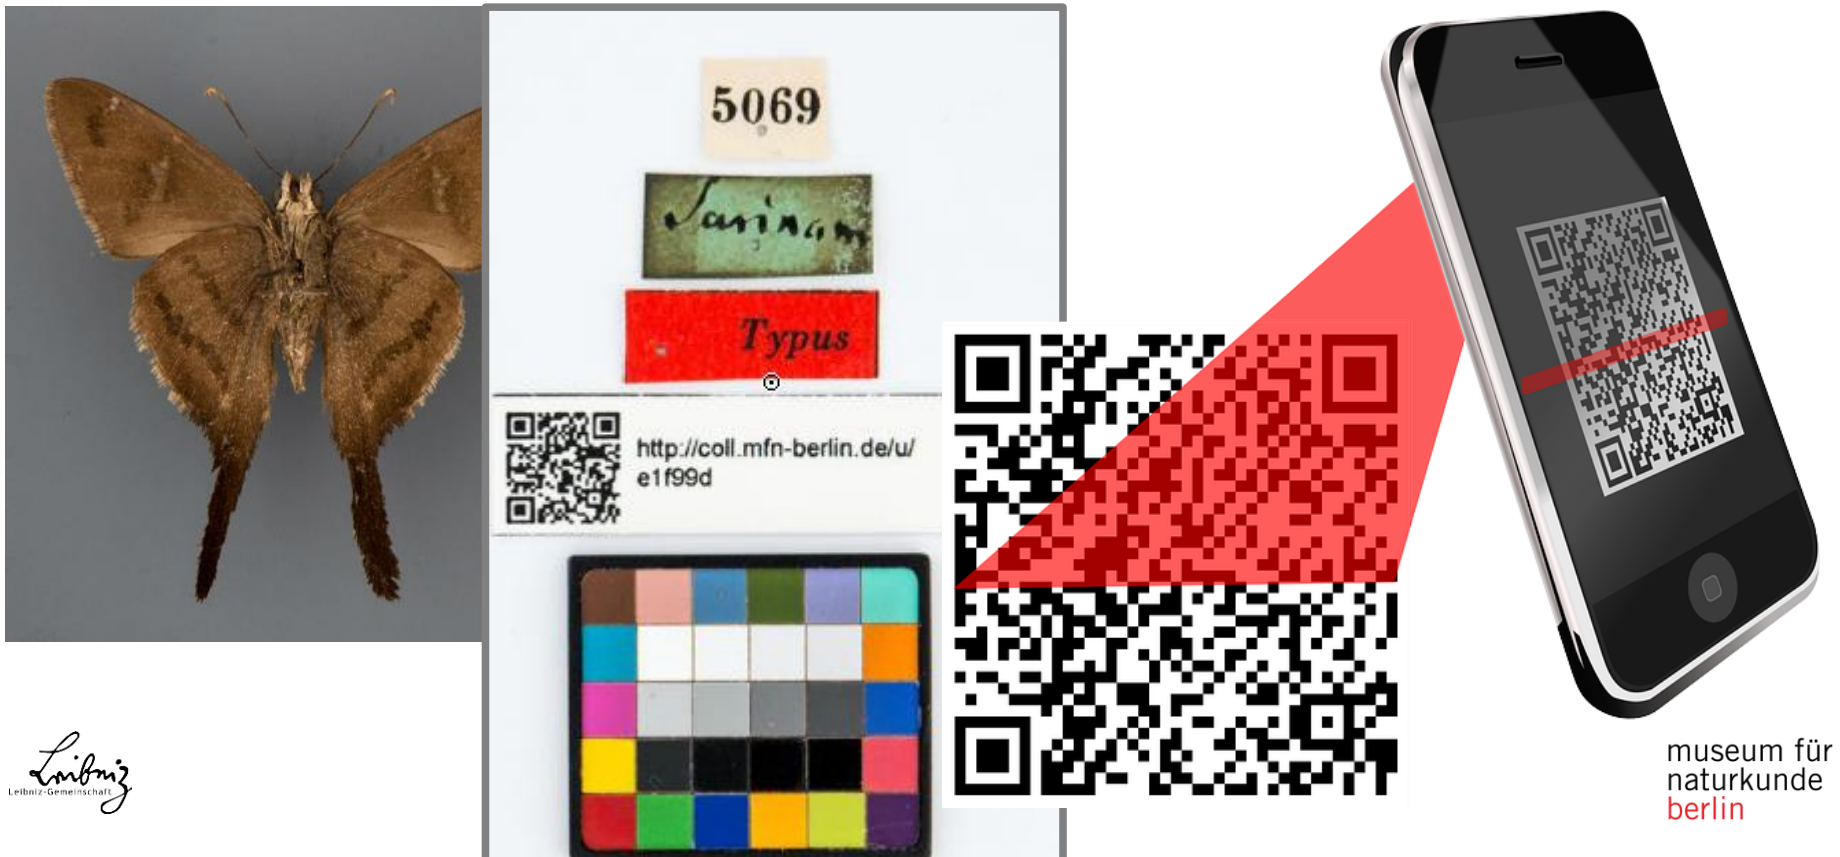 5069
Surinam
Typus
http://coll.mfn-berlin.de/u/
e1f99d
Leibniz
Leibniz-Gemeinschaft
museum für
naturkunde
berlin